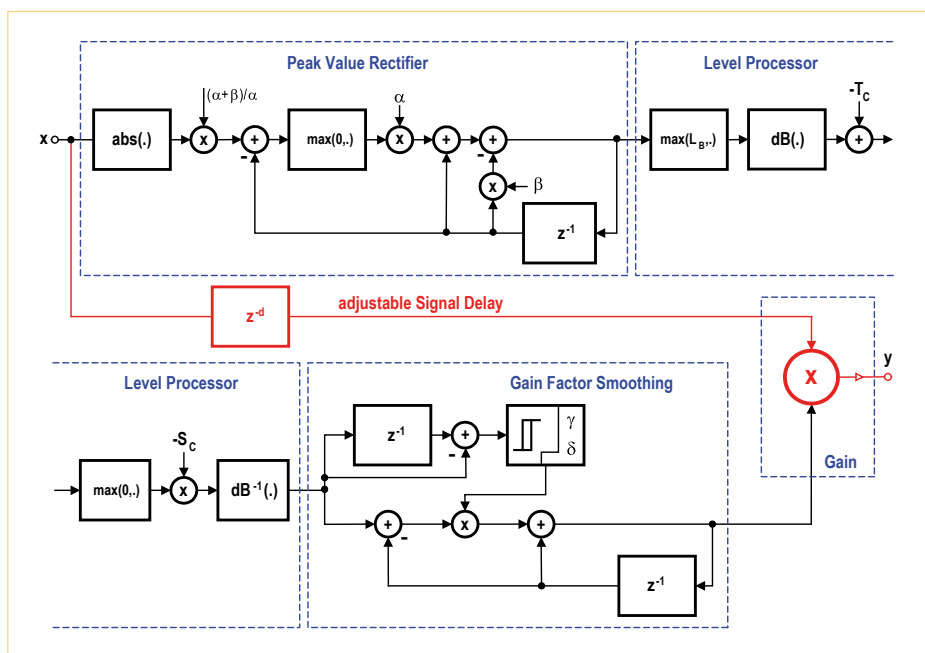 Peak Value Rectifier
Level Processor
(α+β)/α
α
-T_C
x
abs(.)
x
+
-
max(0,.)
x
+
+
-
max(L_B,.)
dB(.)
+
x
β
z^-1
z^-d
adjustable Signal Delay
y
x
Gain
Level Processor
Gain Factor Smoothing
-S_C
z^-1
+
-
γ
δ
max(0,.)
x
dB^-1(.)
+
-
x
+
z^-1